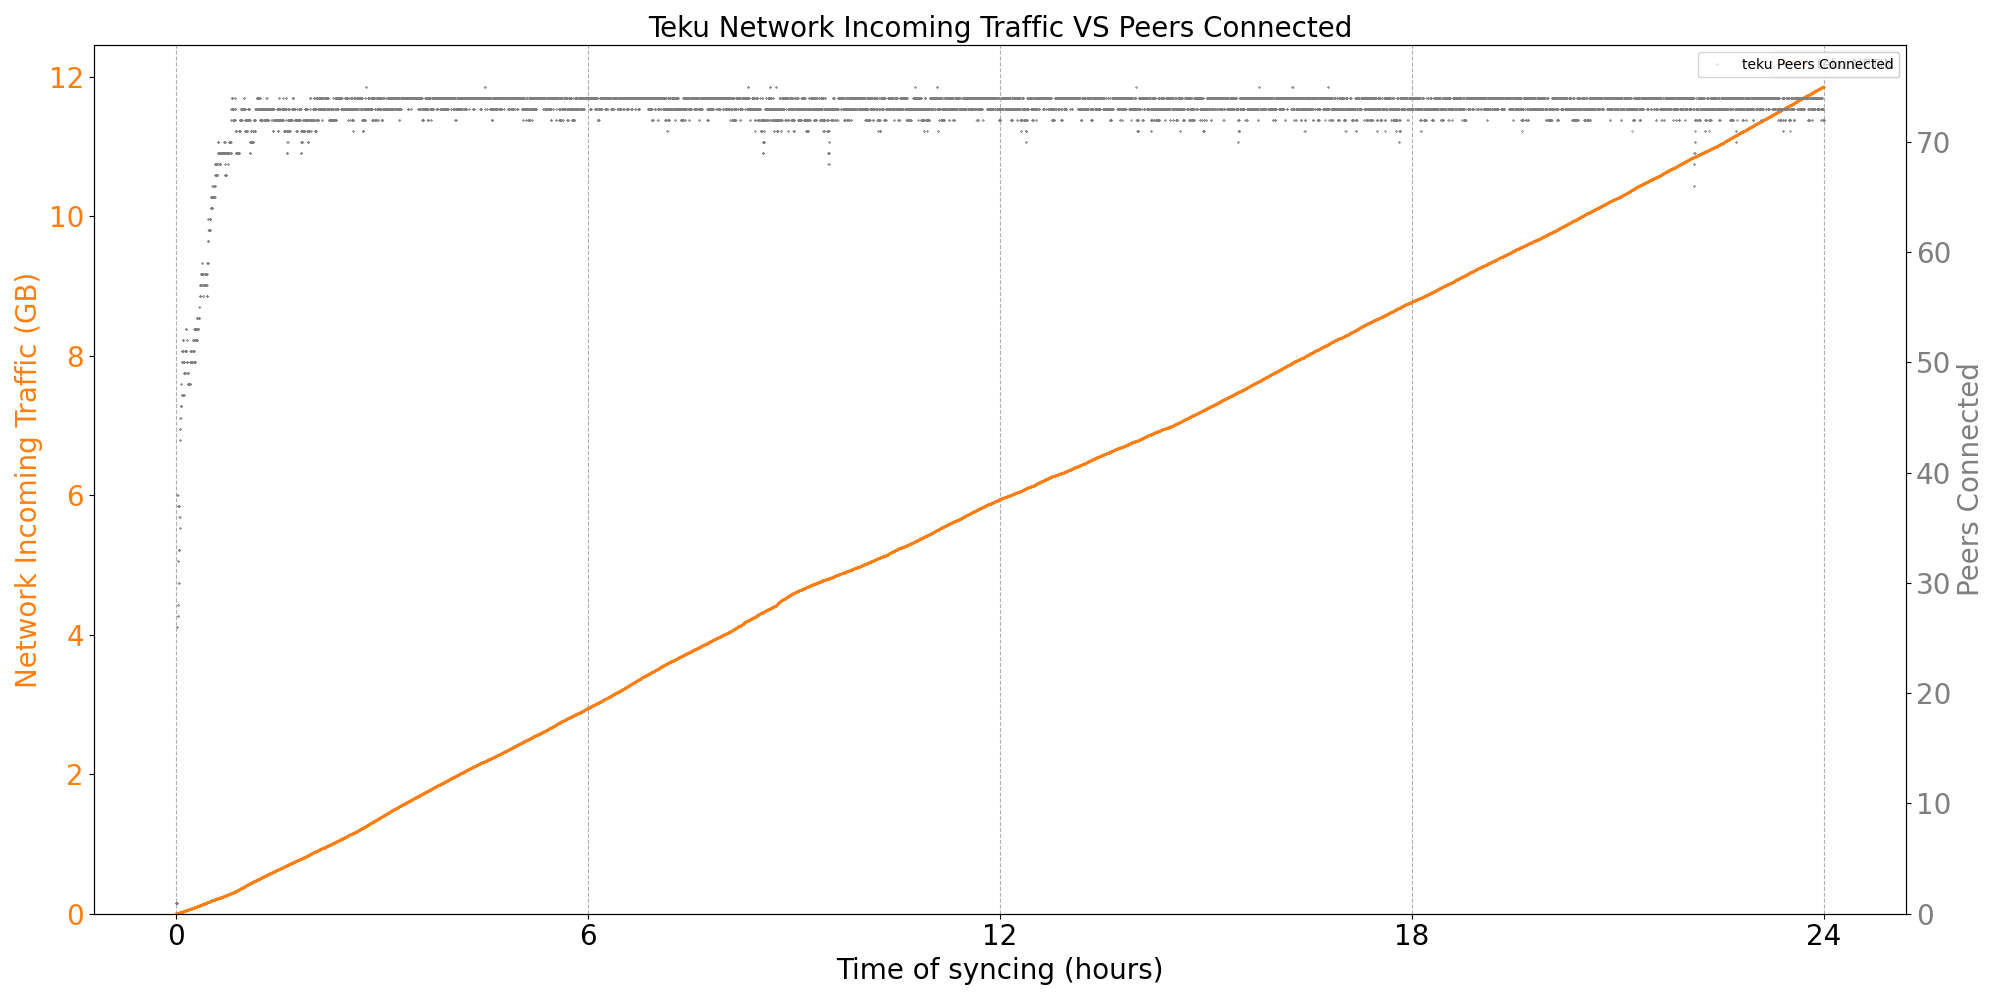 Teku Network Incoming Traffic VS Peers Connected
teku Peers Connected
12
10
8
6
4
2
0
Network Incoming Traffic (GB)
70
60
50
40
30
20
10
0
Peers Connected
0 6 12 18 24
Time of syncing (hours)